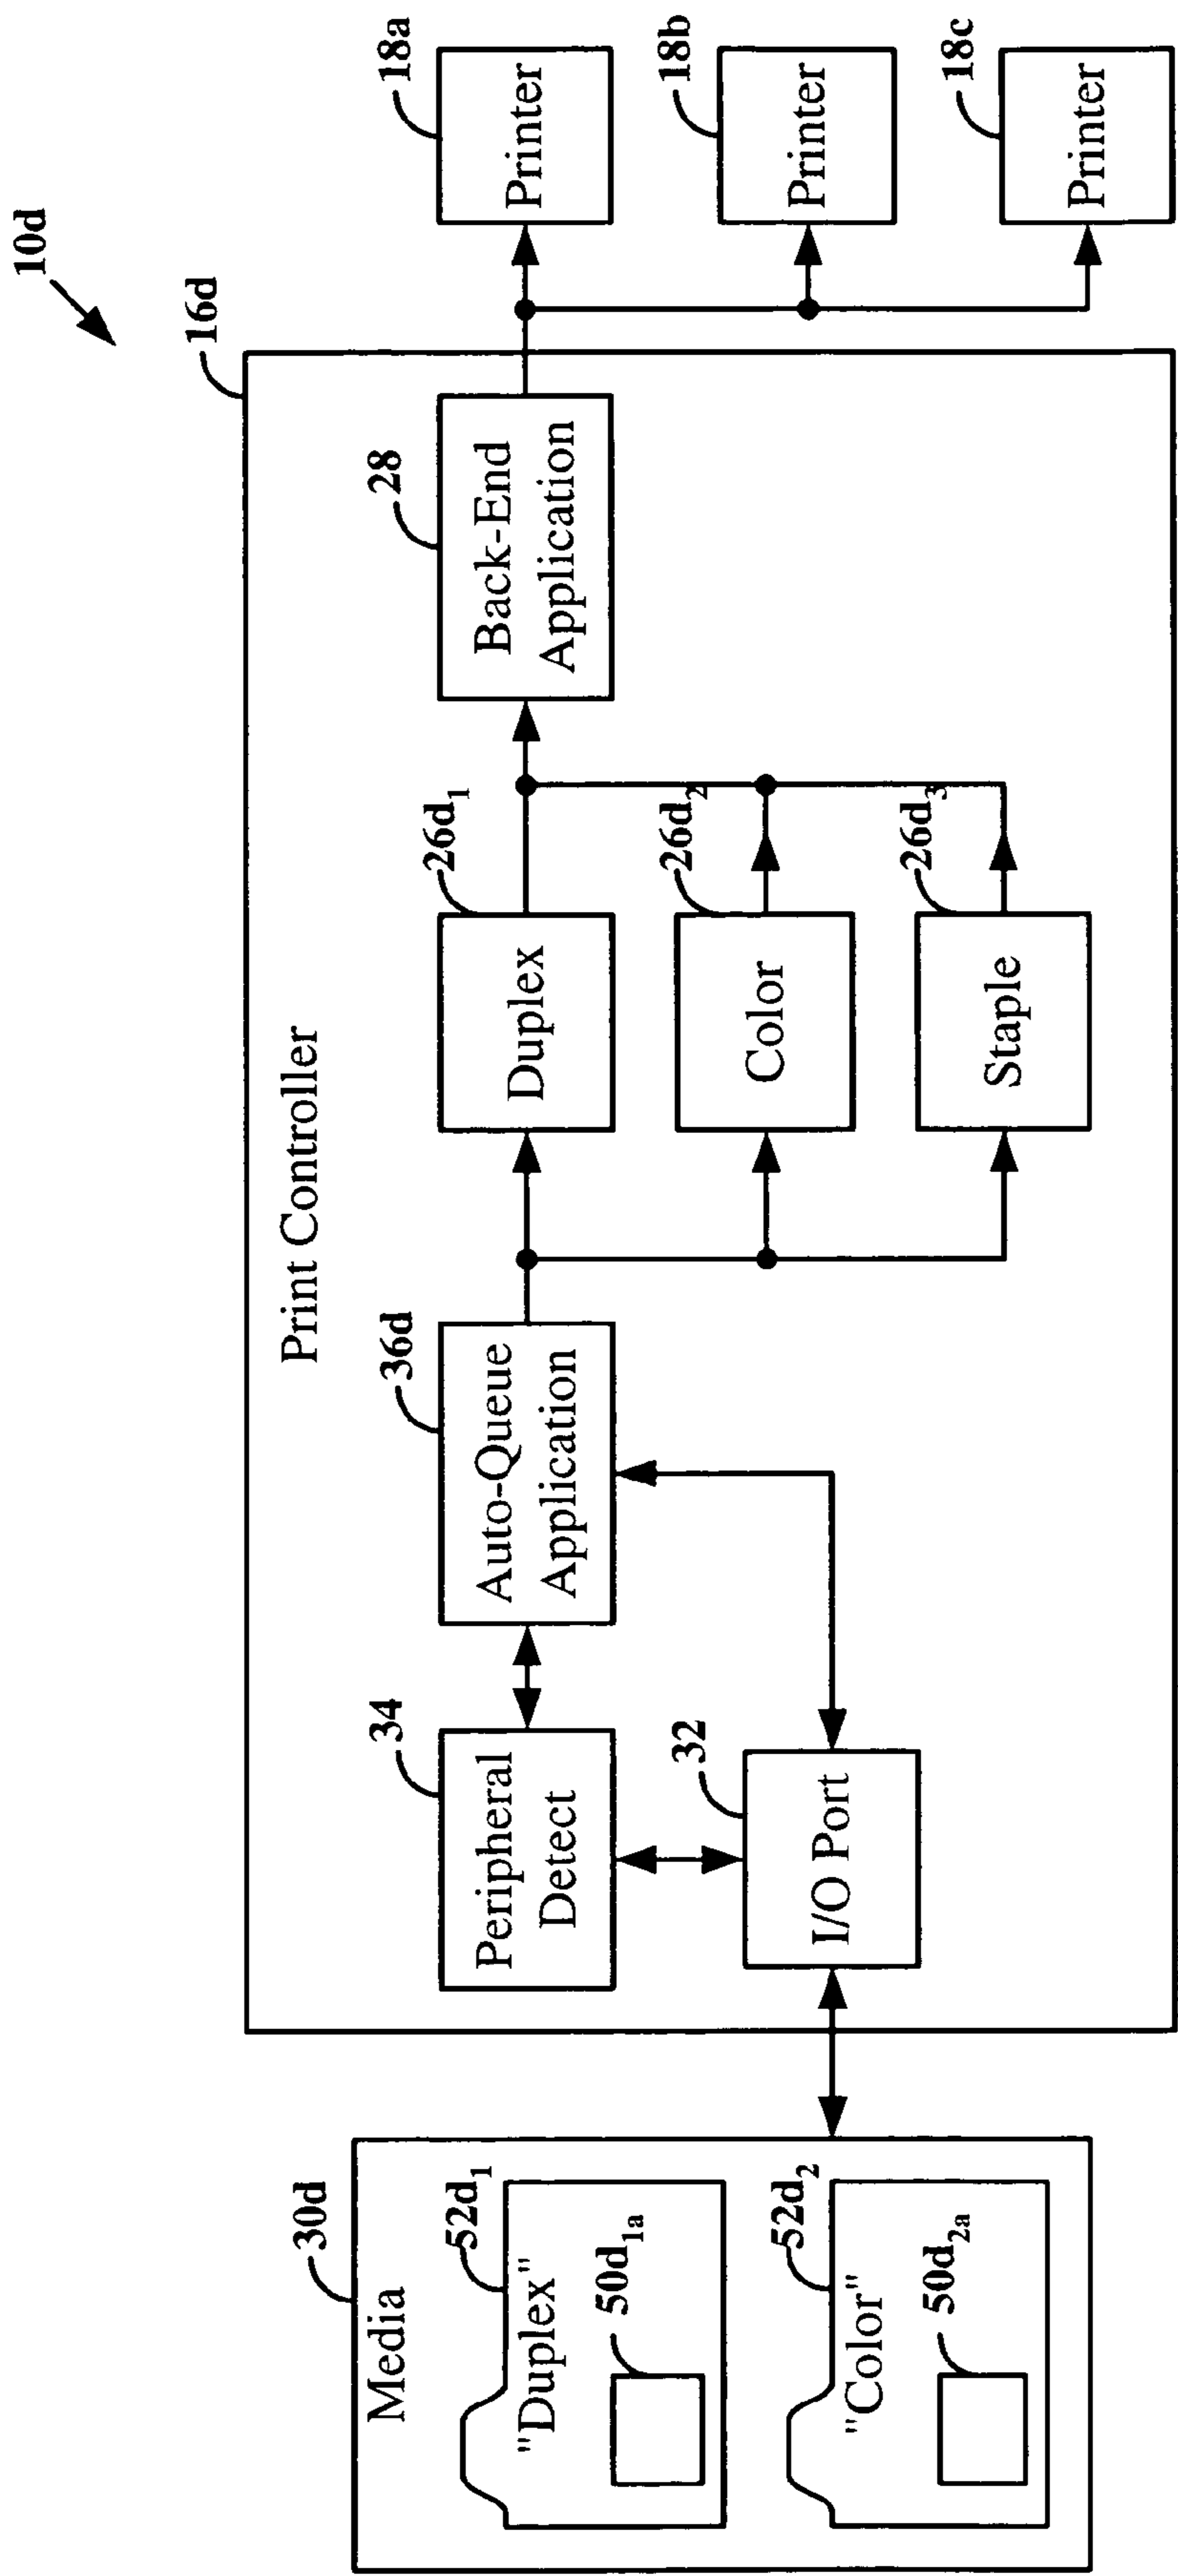 10d
16d
Print Controller
30d
Media
52d1
"Duplex"
50d1a
52d2
"Color"
50d2a
34
Peripheral
Detect
32
I/O Port
36d
Auto-Queue
Application
26d1
Duplex
26d2
Color
26d3
Staple
28
Back-End
Application
18a
Printer
18b
Printer
18c
Printer